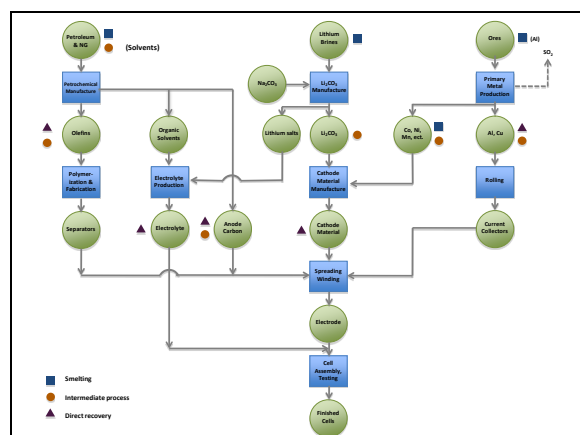 Petroleum
& NG
(Solvents)
Lithium
Brines
Ores
(Al)
SO2
Petrochemical
Manufacture
Na2CO3
Li2CO3
Manufacture
Primary
Metal
Production
Olefins
Organic
Solvents
Lithium salts
Li2CO3
Co, Ni,
Mn, ect.
Al, Cu
Polymer-
isation &
Fabrication
Electrolyte
Production
Cathode
Material
Manufacture
Rolling
Separators
Electrolyte
Anode
Carbon
Cathode
Material
Current
Collectors
Spreading
Winding
Electrode
Cell
Assembly,
Testing
Finished
Cells
Smelting
Intermediate process
Direct recovery